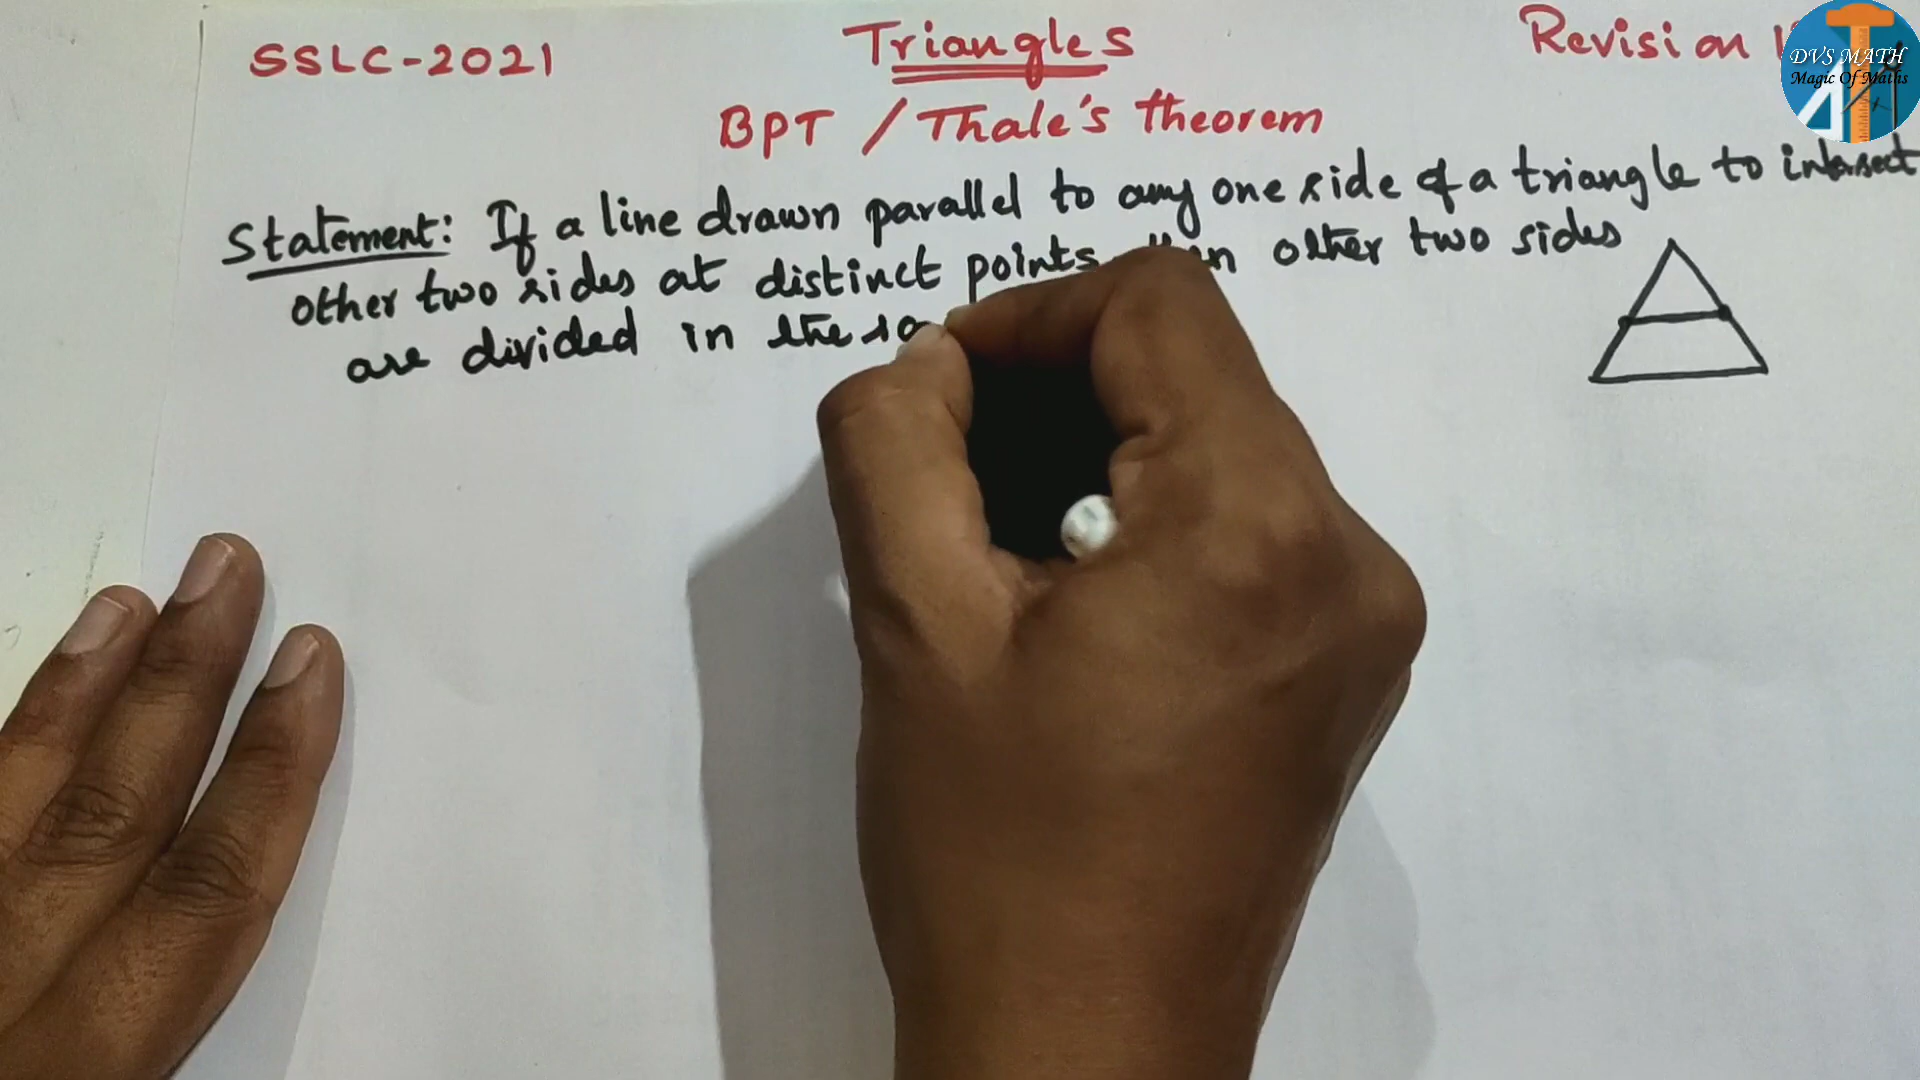 SSLC-2021 Triangles Revision
DVS MATH
Magic Of Maths
BPT / Thale's theorem
Statement: If a line drawn parallel to any one side of a triangle to intersect
other two sides at distinct points other two sides
are divided in the